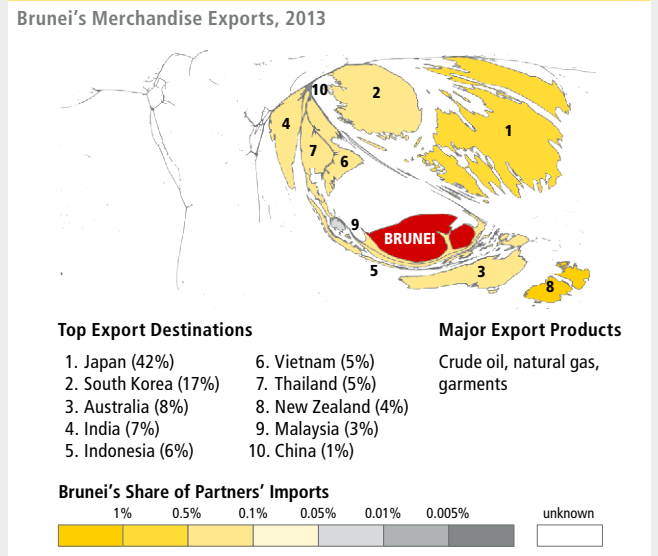 Brunei's Merchandise Exports, 2013
10
2
4
1
7
6
9
BRUNEI
5
3
8
Top Export Destinations
1. Japan (42%)
2. South Korea (17%)
3. Australia (8%)
4. India (7%)
5. Indonesia (6%)
6. Vietnam (5%)
7. Thailand (5%)
8. New Zealand (4%)
9. Malaysia (3%)
10. China (1%)
Major Export Products
Crude oil, natural gas,
garments
Brunei's Share of Partners' Imports
1% 0.5% 0.1% 0.05% 0.01% 0.005% unknown